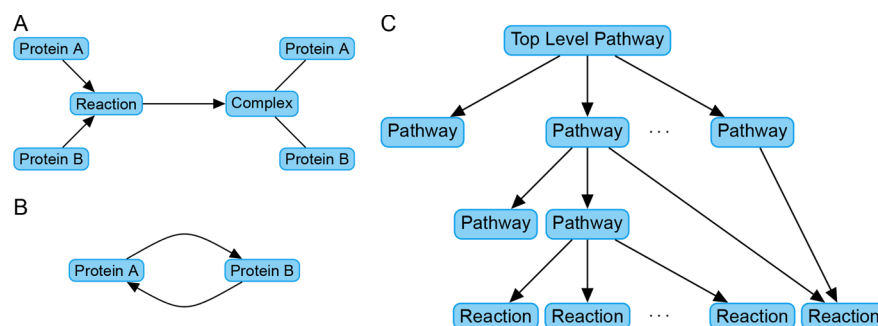 A
Protein A
Protein A
Reaction
Complex
Protein B
Protein B
B
Protein A
Protein B
C
Top Level Pathway
Pathway
Pathway
...
Pathway
Pathway
Pathway
Reaction
Reaction
...
Reaction
Reaction